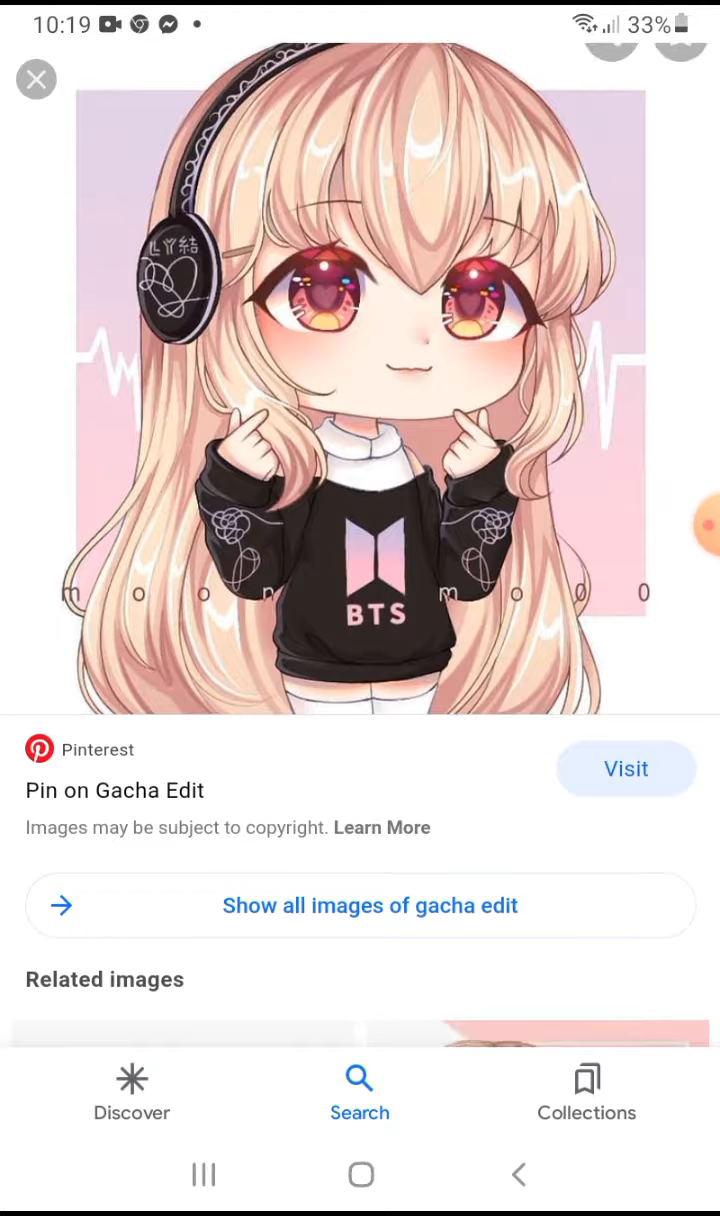 10:19
33%
L Y 結
BTS
m o o n m o o o
Pinterest
Visit
Pin on Gacha Edit
Images may be subject to copyright. Learn More
Show all images of gacha edit
Related images
Discover
Search
Collections